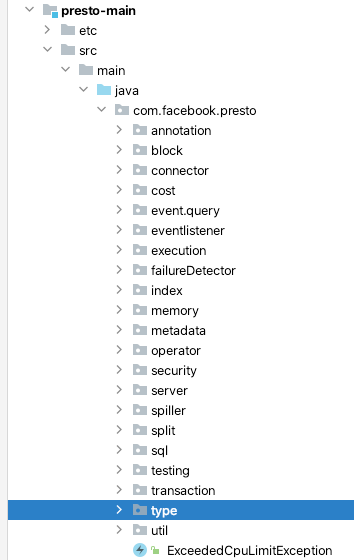 presto-main
etc
src
main
java
com.facebook.presto
annotation
block
connector
cost
event.query
eventlistener
execution
failureDetector
index
memory
metadata
operator
security
server
spiller
split
sql
testing
transaction
type
util
ExceededCpuLimitException